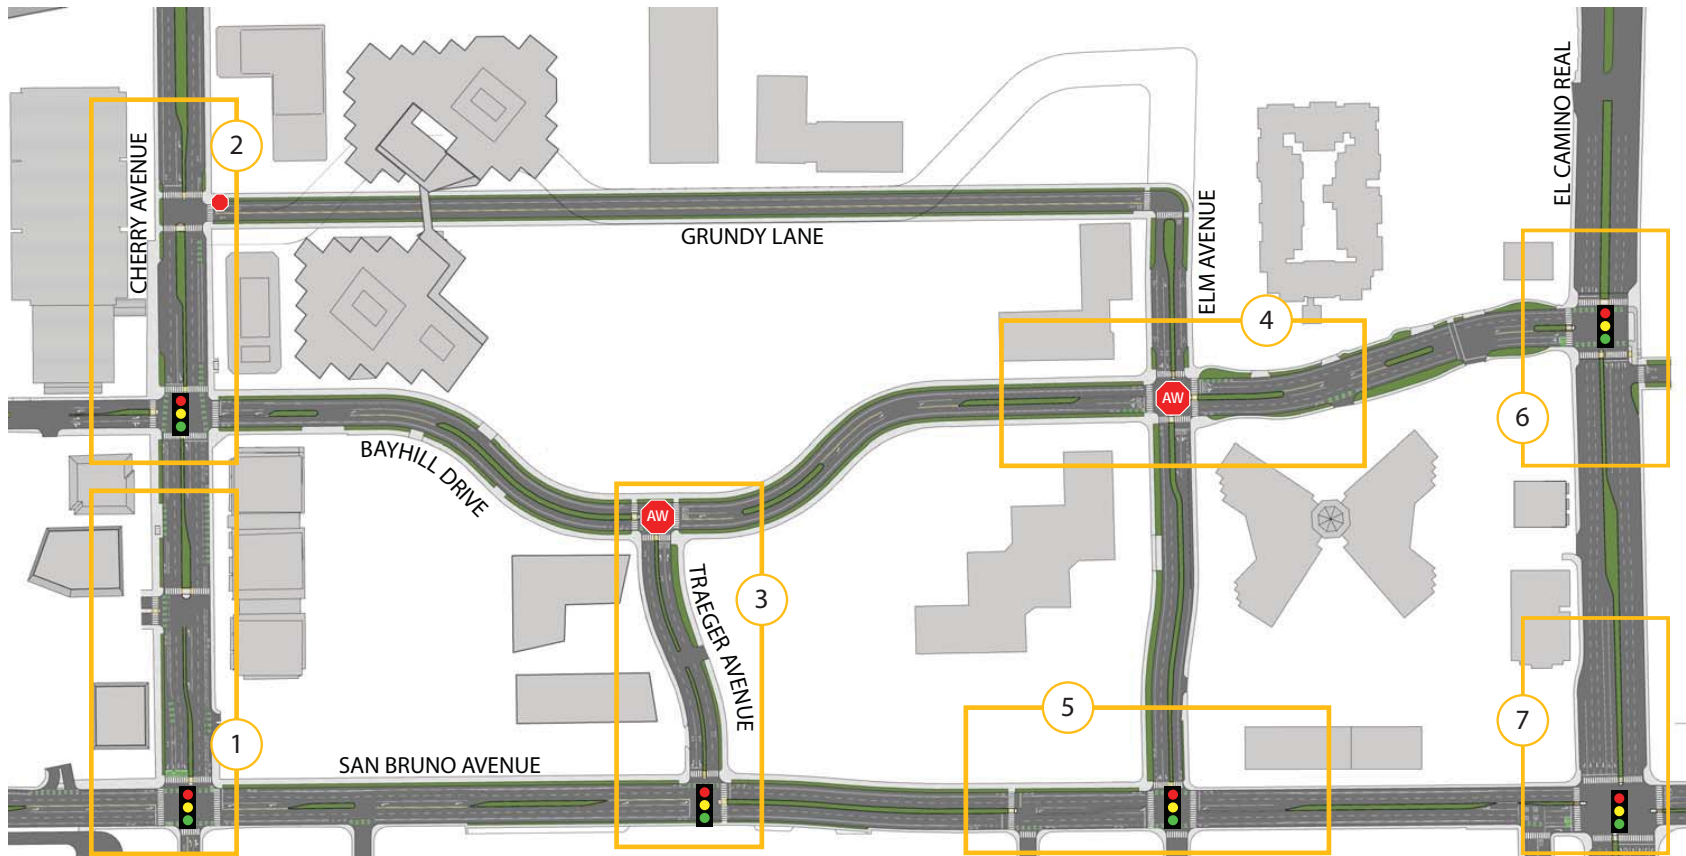 EL CAMINO REAL
CHERRY AVENUE
2
GRUNDY LANE
ELM AVENUE
4
AW
6
BAYHILL DRIVE
AW
3
TRAEGER AVENUE
5
7
1
SAN BRUNO AVENUE